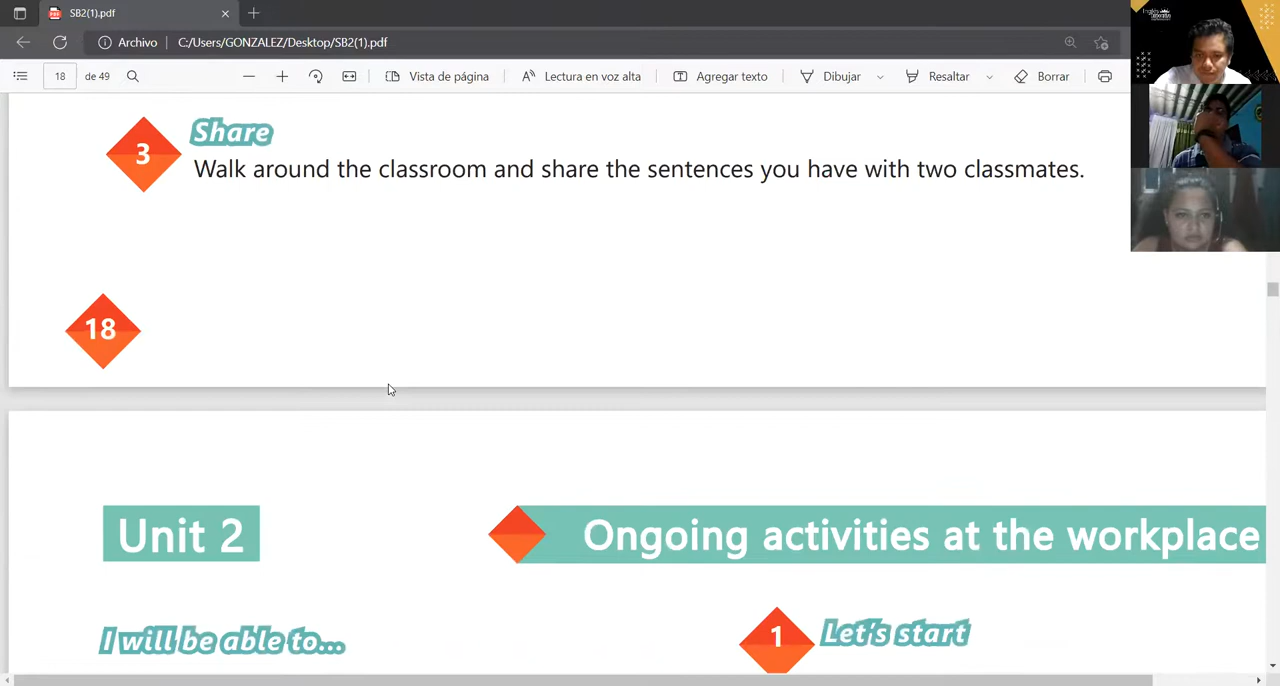 SB2(1).pdf
Archivo | C:/Users/GONZALEZ/Desktop/SB2(1).pdf
18 de 49 Vista de página Lectura en voz alta Agregar texto Dibujar Resaltar Borrar
Share
3
Walk around the classroom and share the sentences you have with two classmates.
18
Unit 2
Ongoing activities at the workplace
I will be able to...
1
Let's start